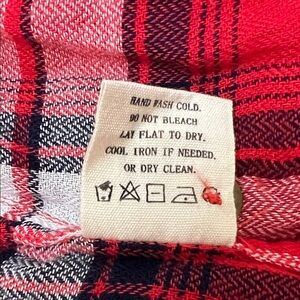 HAND WASH COLD.
DO NOT BLEACH
LAY FLAT TO DRY.
COOL IRON IF NEEDED.
OR DRY CLEAN.